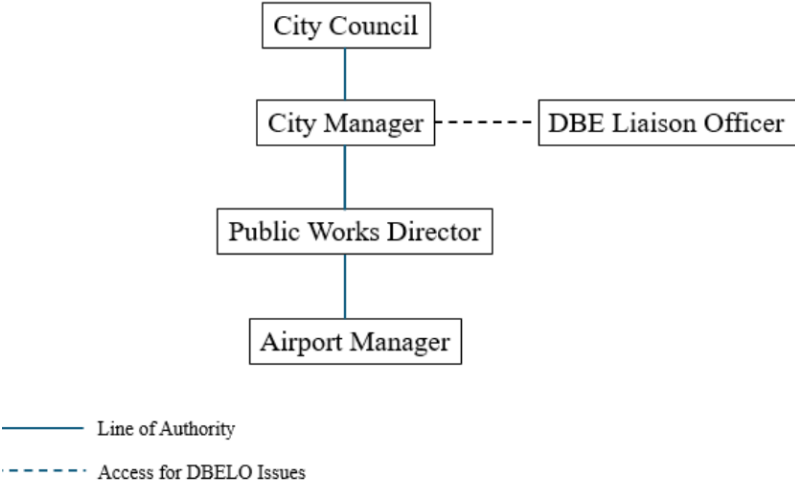 City Council
City Manager
DBE Liaison Officer
Public Works Director
Airport Manager
Line of Authority
Access for DBELO Issues